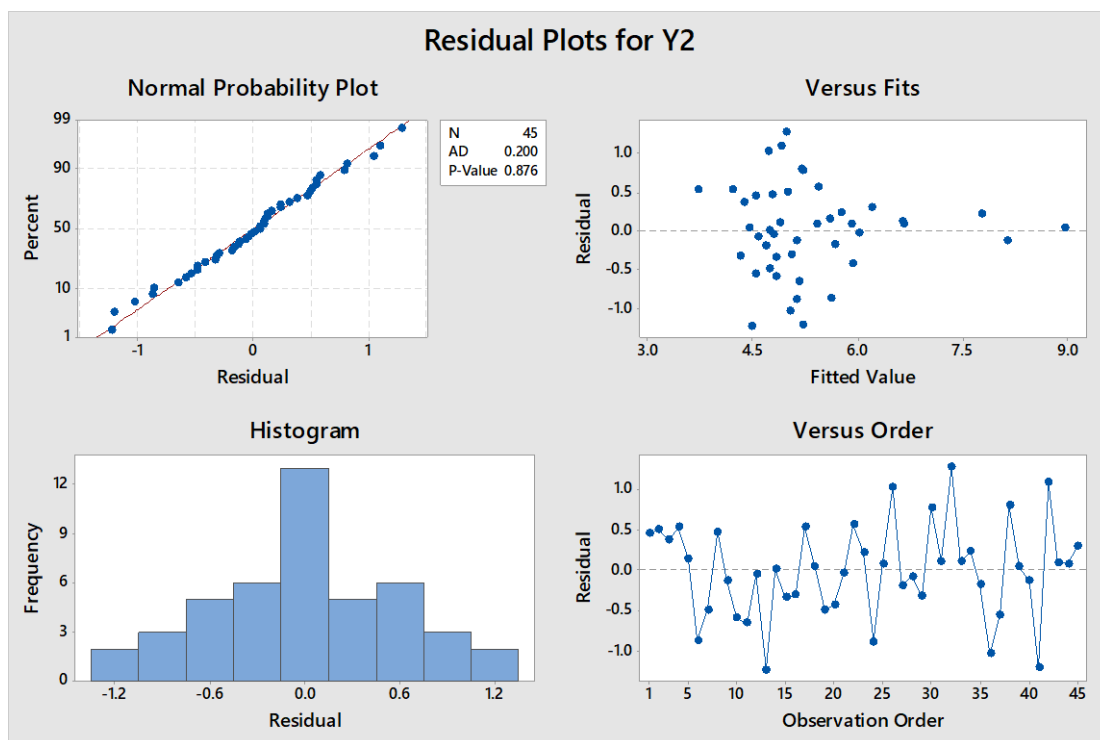 Residual Plots for Y2
Normal Probability Plot
99
90
50
10
1
Percent
-1 0 1
Residual
N 45
AD 0.200
P-Value 0.876
Versus Fits
1.0
0.5
0.0
-0.5
-1.0
Residual
3.0 4.5 6.0 7.5 9.0
Fitted Value
Histogram
12
9
6
3
0
Frequency
-1.2 -0.6 0.0 0.6 1.2
Residual
Versus Order
1.0
0.5
0.0
-0.5
-1.0
Residual
1 5 10 15 20 25 30 35 40 45
Observation Order